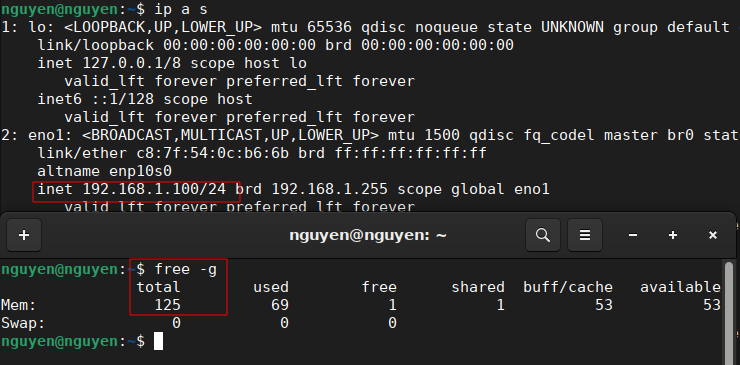 nguyen@nguyen:~$ ip a s
1: lo: <LOOPBACK,UP,LOWER_UP> mtu 65536 qdisc noqueue state UNKNOWN group default
link/loopback 00:00:00:00:00:00 brd 00:00:00:00:00:00
inet 127.0.0.1/8 scope host lo
valid_lft forever preferred_lft forever
inet6 ::1/128 scope host
valid_lft forever preferred_lft forever
2: eno1: <BROADCAST,MULTICAST,UP,LOWER_UP> mtu 1500 qdisc fq_codel master br0 stat
link/ether c8:7f:54:0c:b6:6b brd ff:ff:ff:ff:ff:ff
altname enp10s0
inet 192.168.1.100/24 brd 192.168.1.255 scope global eno1
valid_lft forever preferred_lft forever
nguyen@nguyen: ~
nguyen@nguyen:~$ free -g
total used free shared buff/cache available
Mem: 125 69 1 1 53 53
Swap: 0 0 0
nguyen@nguyen:~$